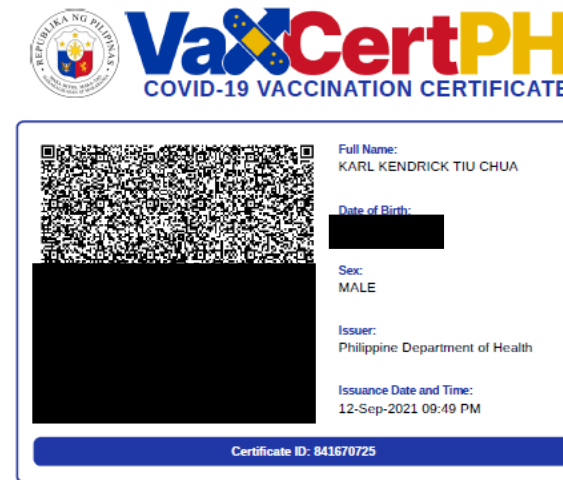 REPUBLIKA NG PILIPINAS
VaXCertPH
COVID-19 VACCINATION CERTIFICATE
Full Name:
KARL KENDRICK TIU CHUA
Date of Birth:
Sex:
MALE
Issuer:
Philippine Department of Health
Issuance Date and Time:
12-Sep-2021 09:49 PM
Certificate ID: 841670725